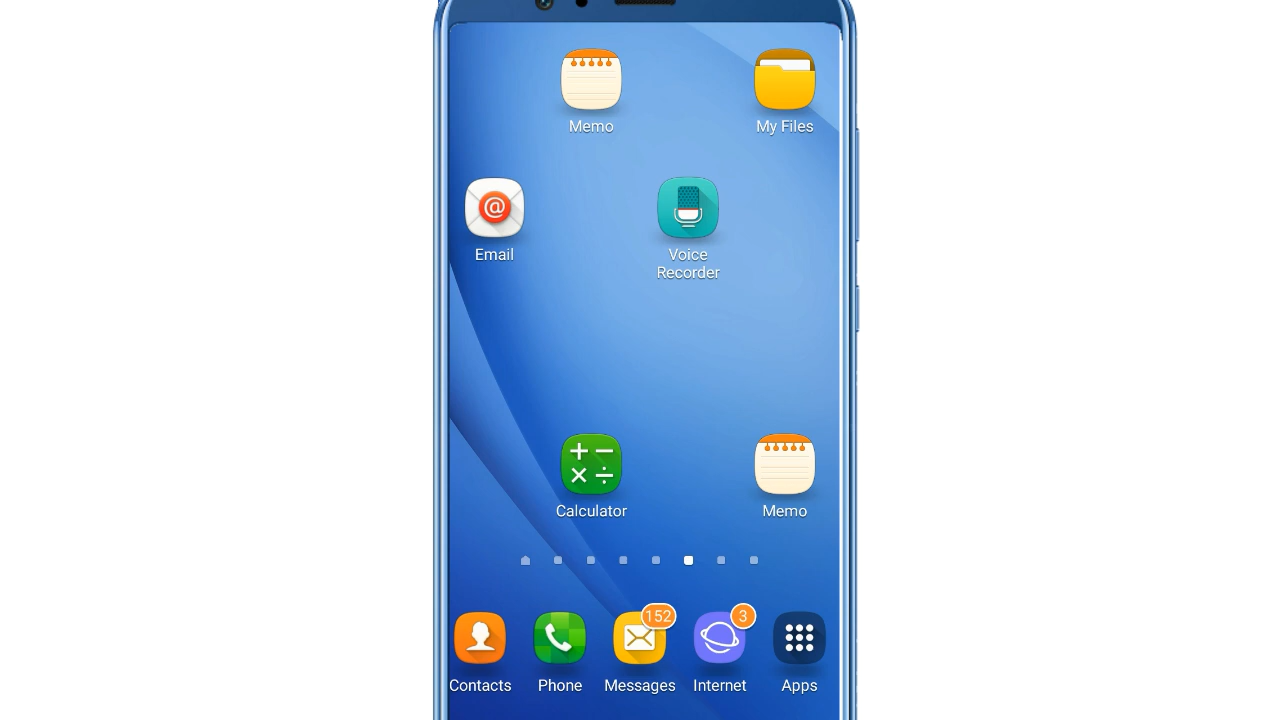 Memo
My Files
@
Email
Voice
Recorder
Calculator
Memo
152
3
Contacts
Phone
Messages
Internet
Apps